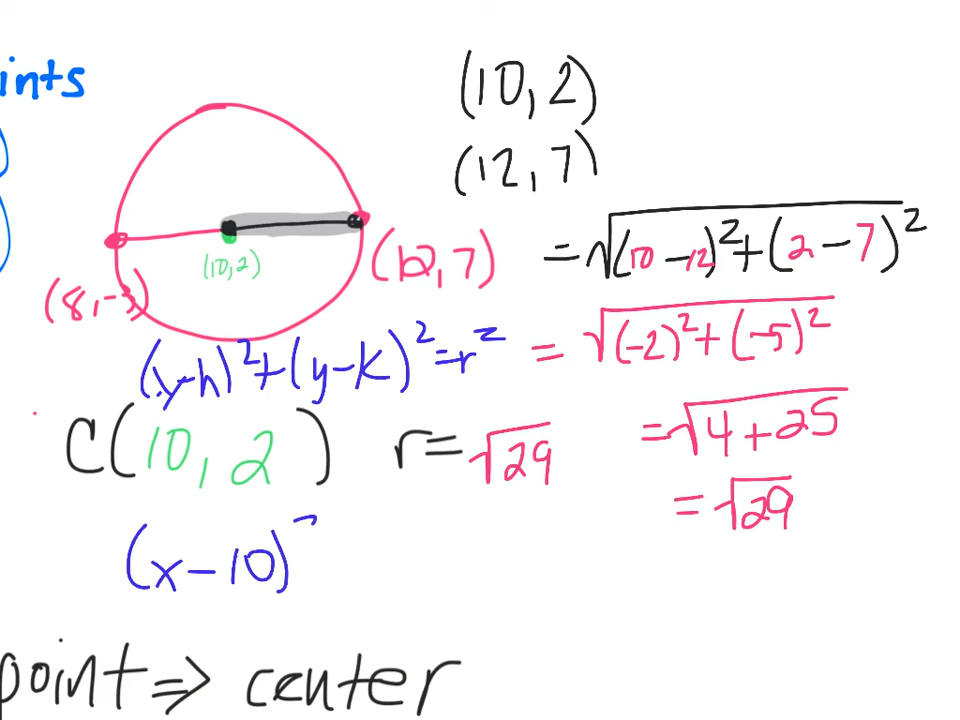 ints
(10, 2)
(12, 7)
(10, 2)
(12, 7)
(8, -3)
= √(10 - 12)² + (2 - 7)²
(x-h)² + (y-k)² = r²
= √(-2)² + (-5)²
C(10, 2) r = √29
= √4 + 25
= √29
(x - 10)
point ⇒ center